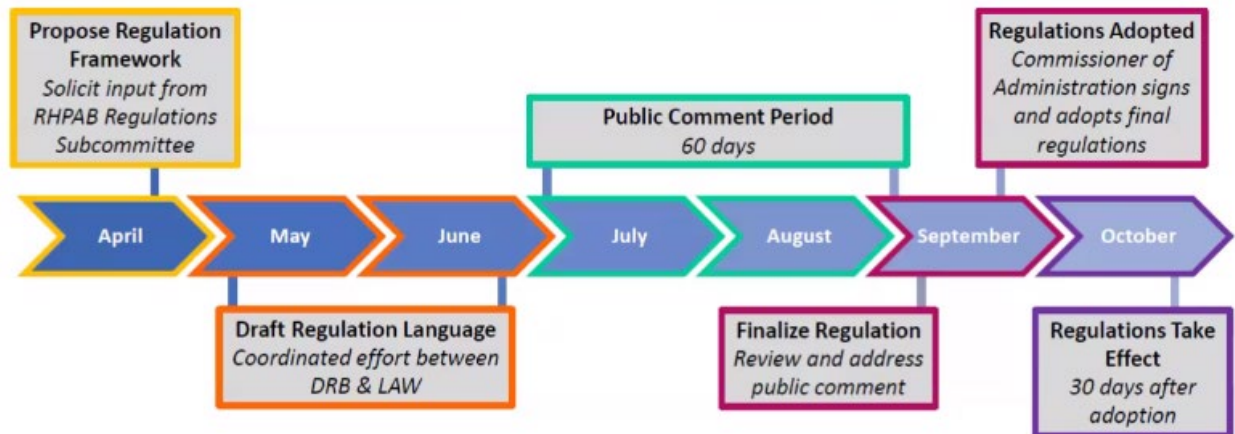 Propose Regulation
Framework
Solicit input from
RHPAB Regulations
Subcommittee
Public Comment Period
60 days
Regulations Adopted
Commissioner of
Administration signs
and adopts final
regulations
April
May
June
July
August
September
October
Draft Regulation Language
Coordinated effort between
DRB & LAW
Finalize Regulation
Review and address
public comment
Regulations Take
Effect
30 days after
adoption